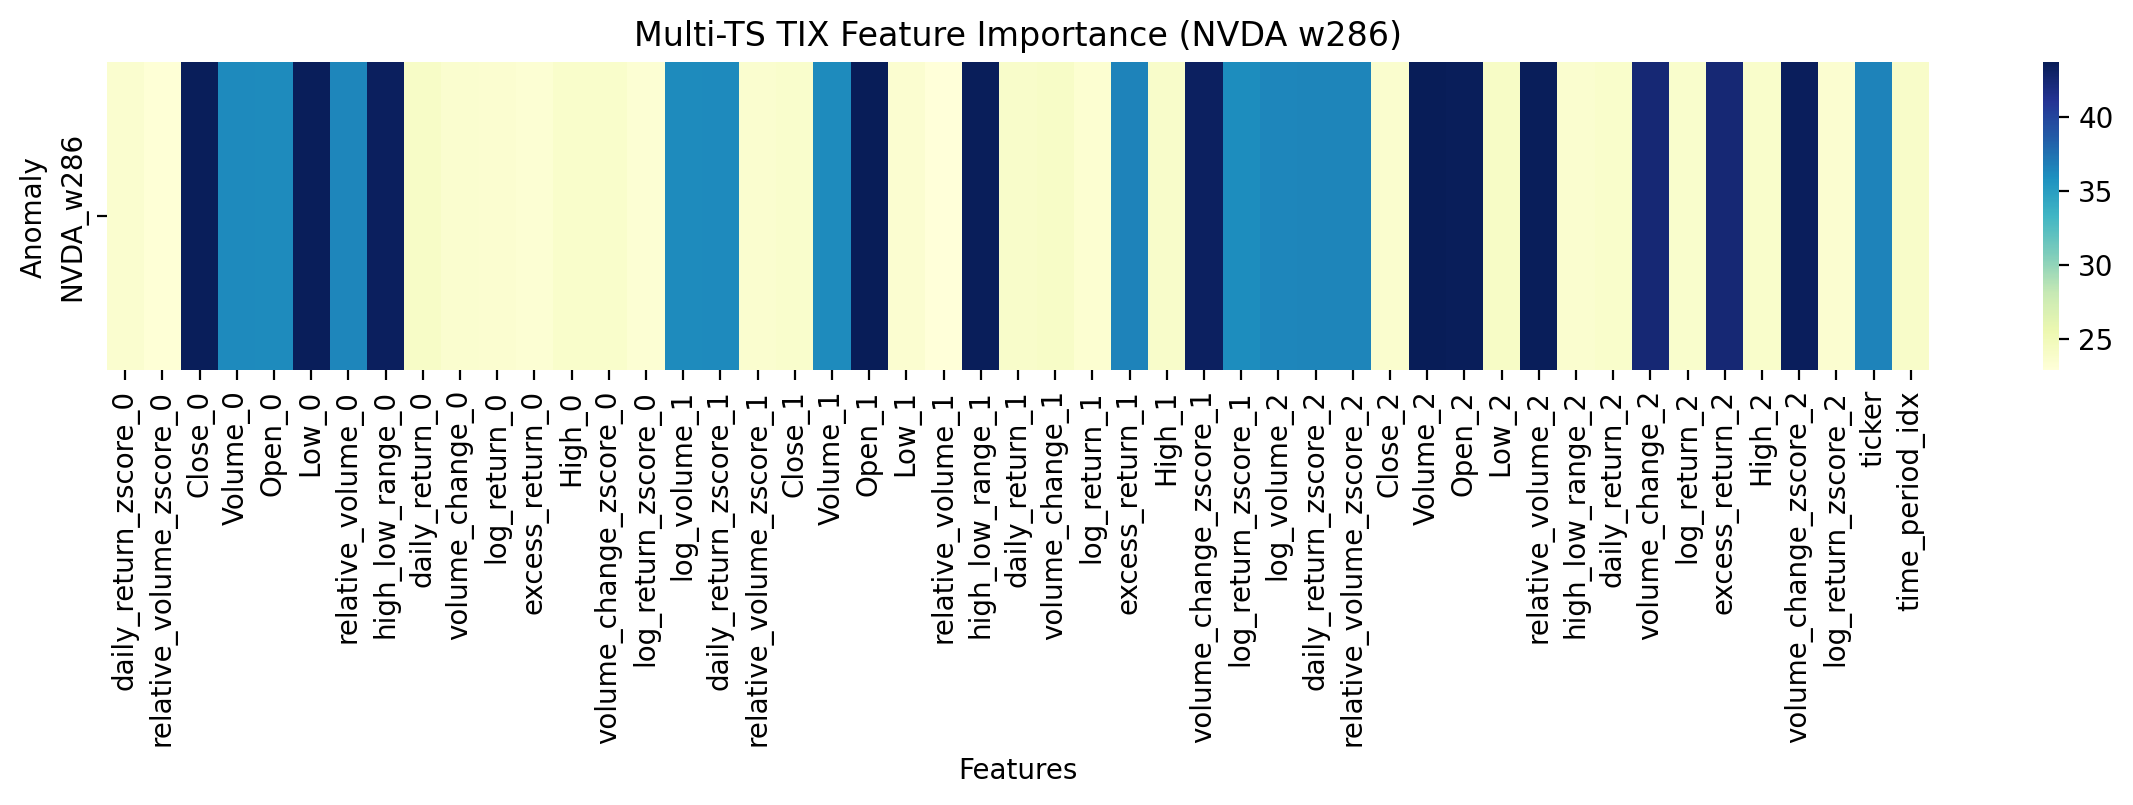 Multi-TS TIX Feature Importance (NVDA w286)
Anomaly
NVDA_w286
40
35
30
25
daily_return_zscore_0
relative_volume_zscore_0
Close_0
Volume_0
Open_0
Low_0
relative_volume_0
high_low_range_0
daily_return_0
volume_change_0
log_return_0
excess_return_0
High_0
volume_change_zscore_0
log_return_zscore_0
log_volume_1
daily_return_zscore_1
relative_volume_zscore_1
Close_1
Volume_1
Open_1
Low_1
relative_volume_1
high_low_range_1
daily_return_1
volume_change_1
log_return_1
excess_return_1
High_1
volume_change_zscore_1
log_return_zscore_1
log_volume_2
daily_return_zscore_2
relative_volume_zscore_2
Close_2
Volume_2
Open_2
Low_2
relative_volume_2
high_low_range_2
daily_return_2
volume_change_2
log_return_2
excess_return_2
High_2
volume_change_zscore_2
log_return_zscore_2
ticker
time_period_idx
Features